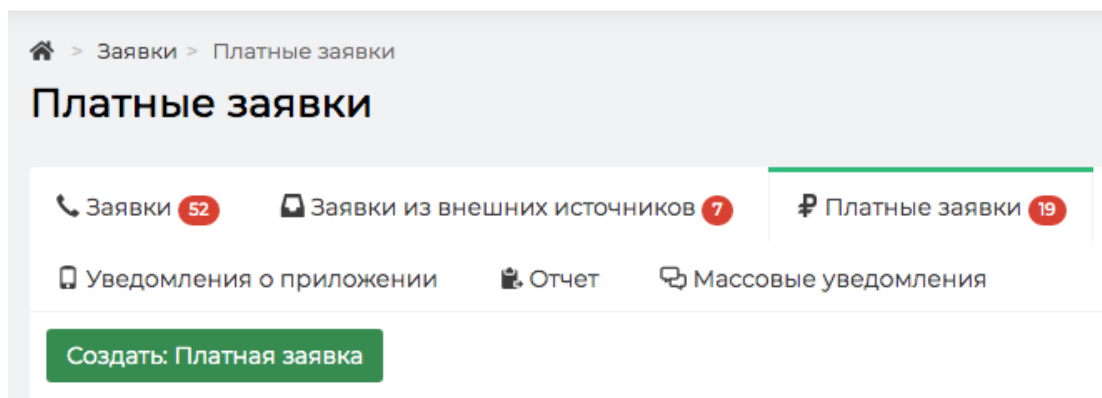 > Заявки > Платные заявки
Платные заявки
Заявки 52 Заявки из внешних источников 7 Платные заявки 19
Уведомления о приложении Отчет Массовые уведомления
Создать: Платная заявка